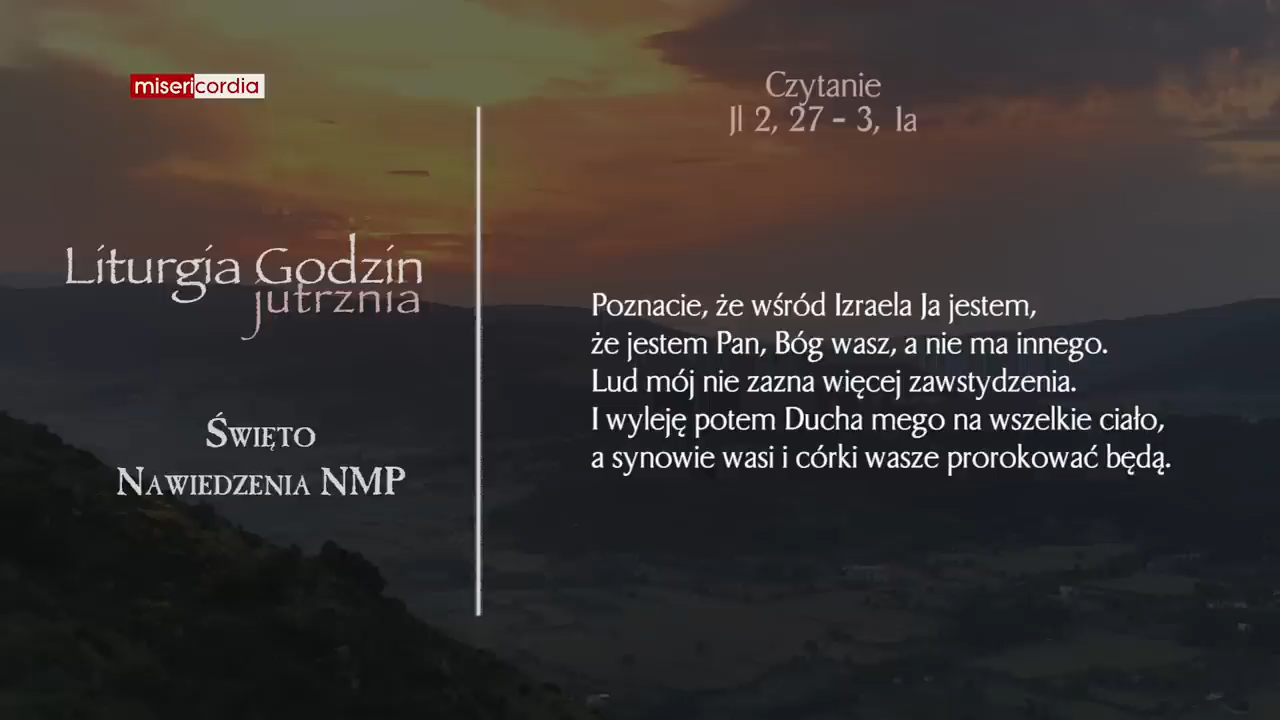 misericordia
Liturgia Godzin
jutrznia
Święto
Nawiedzenia NMP
Czytanie
Jl 2, 27 – 3, 1a
Poznacie, że wśród Izraela Ja jestem,
że jestem Pan, Bóg wasz, a nie ma innego.
Lud mój nie zazna więcej zawstydzenia.
I wyleję potem Ducha mego na wszelkie ciało,
a synowie wasi i córki wasze prorokować będą.